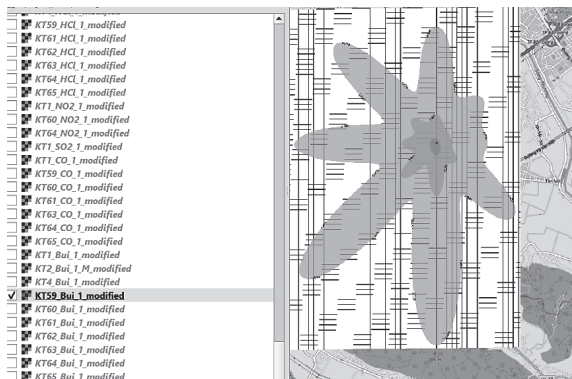 KT59_HCl_1_modified
KT61_HCl_1_modified
KT62_HCl_1_modified
KT63_HCl_1_modified
KT64_HCl_1_modified
KT65_HCl_1_modified
KT1_NO2_1_modified
KT60_NO2_1_modified
KT64_NO2_1_modified
KT1_SO2_1_modified
KT1_CO_1_modified
KT59_CO_1_modified
KT60_CO_1_modified
KT61_CO_1_modified
KT63_CO_1_modified
KT64_CO_1_modified
KT65_CO_1_modified
KT1_Bui_1_modified
KT2_Bui_1_M_modified
KT4_Bui_1_modified
KT59_Bui_1_modified
KT60_Bui_1_modified
KT61_Bui_1_modified
KT62_Bui_1_modified
KT63_Bui_1_modified
KT64_Bui_1_modified
KT65_Bui_1_modified